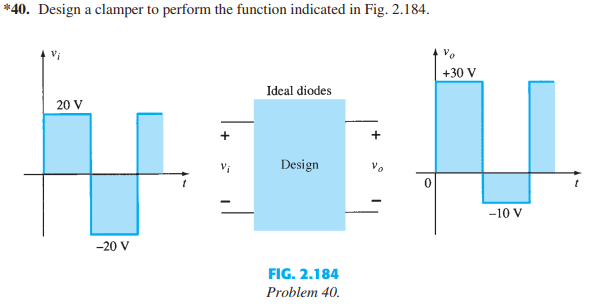 *40. Design a clamper to perform the function indicated in Fig. 2.184.
vi
20 V
t
−20 V
Ideal diodes
+
vi
−
Design
+
vo
−
vo
+30 V
0
t
−10 V
FIG. 2.184
Problem 40.